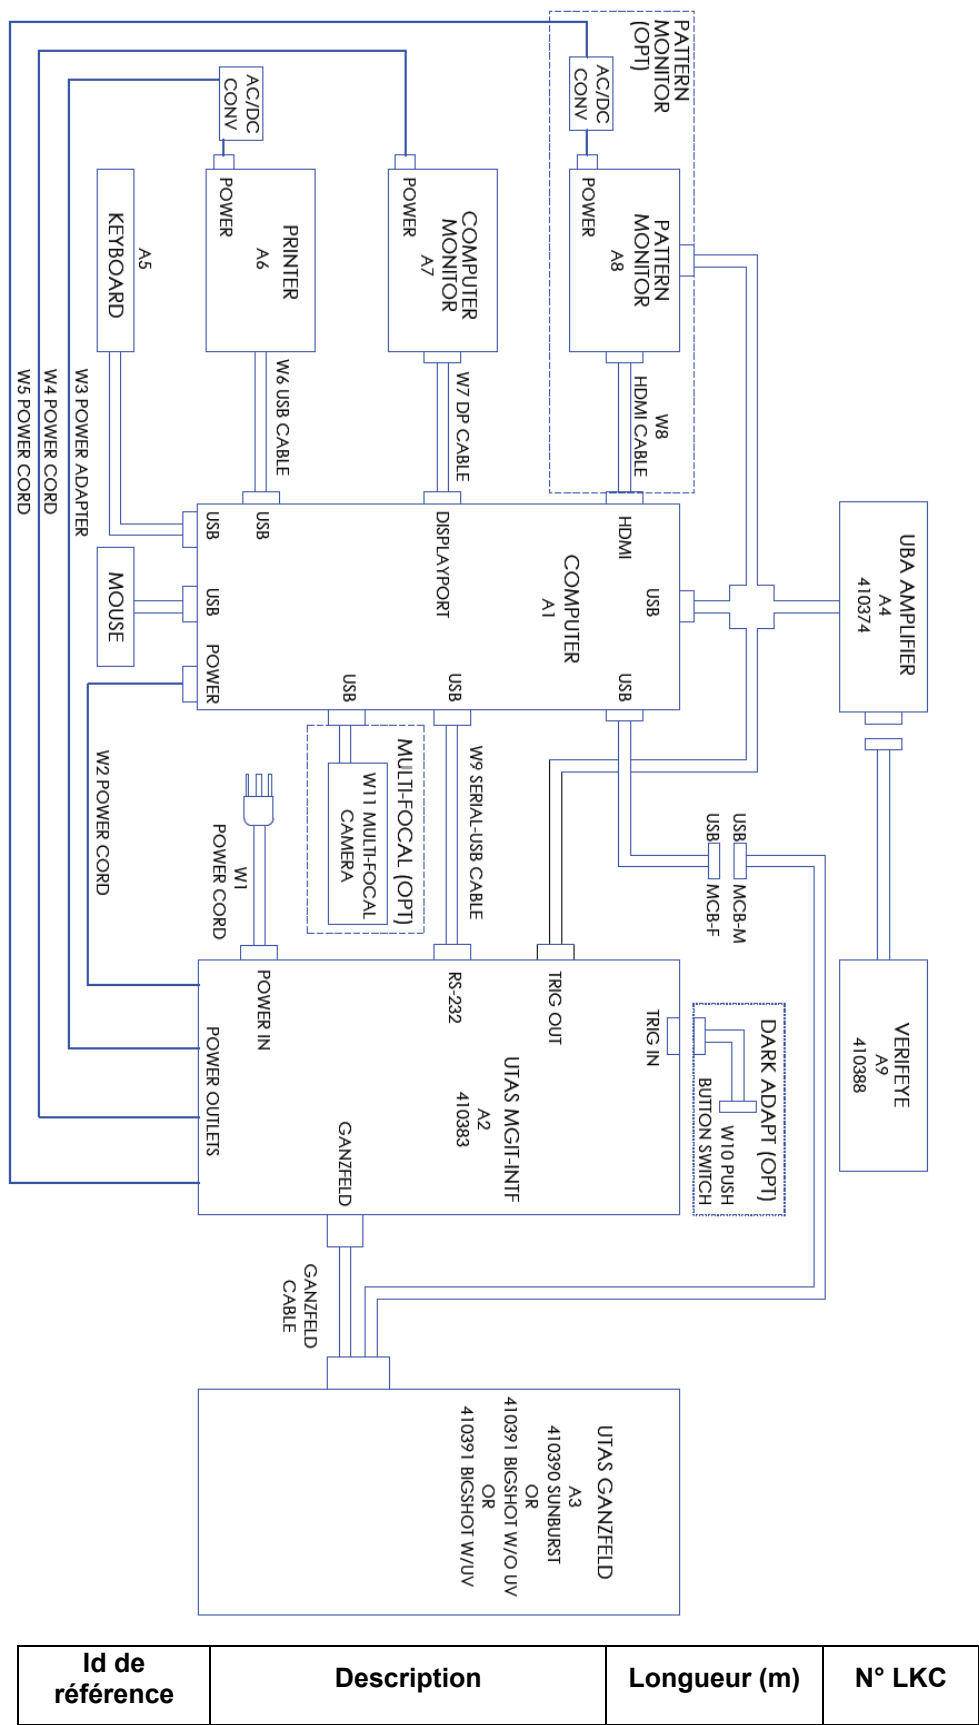 PATTERN
MONITOR
(OPT)
AC/DC
CONV
POWER
PATTERN
MONITOR
A8
W8
HDMI CABLE
AC/DC
CONV
POWER
COMPUTER
MONITOR
A7
W7 DP CABLE
POWER
PRINTER
A6
W6 USB CABLE
A5
KEYBOARD
W3 POWER ADAPTER
W4 POWER CORD
W5 POWER CORD
UBA AMPLIFIER
A4
410374
HDMI
USB
DISPLAYPORT
COMPUTER
A1
USB
USB
USB
POWER
USB
USB
USB
MOUSE
W2 POWER CORD
MULTI-FOCAL (OPT)
W11 MULTI-FOCAL
CAMERA
W9 SERIAL-USB CABLE
W1
POWER CORD
USB MCB-M
USB MCB-F
VERIFEYE
A9
410388
DARK ADAPT (OPT)
W10 PUSH
BUTTON SWITCH
TRIG IN
TRIG OUT
RS-232
POWER IN
UTAS MGIT-INTF
A2
410383
GANZFELD
POWER OUTLETS
GANZFELD
CABLE
UTAS GANZFELD
A3
410390 SUNBURST
OR
410391 BIGSHOT W/O UV
OR
410391 BIGSHOT W/UV
Id de
référence
Description
Longueur (m)
N° LKC